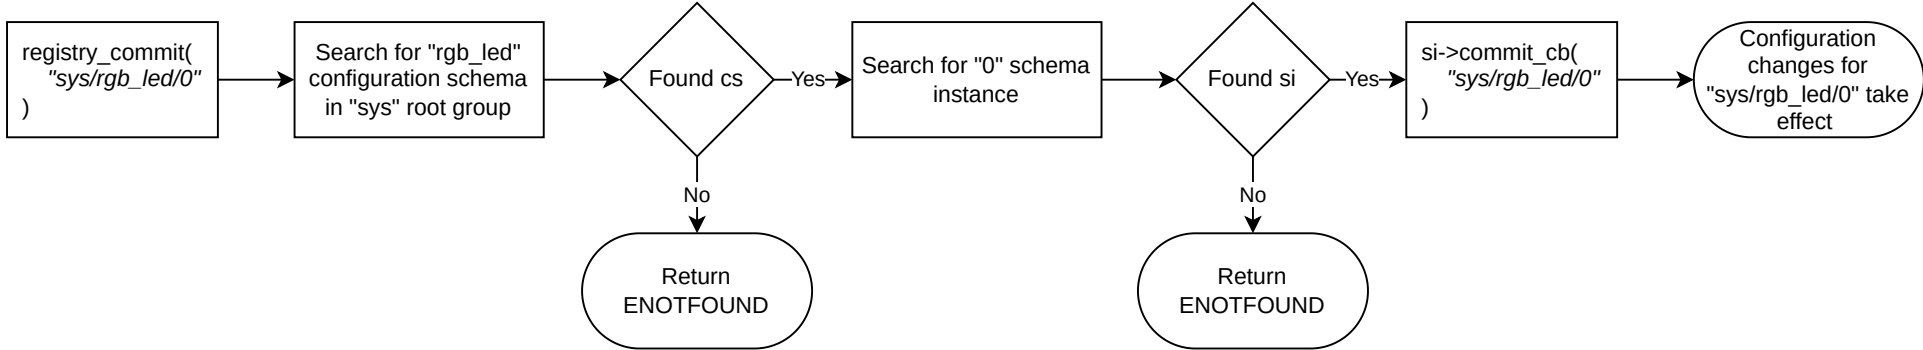 registry_commit(
"sys/rgb_led/0"
)
Search for "rgb_led"
configuration schema
in "sys" root group
Found cs
Yes
No
Return
ENOTFOUND
Search for "0" schema
instance
Found si
Yes
No
Return
ENOTFOUND
si->commit_cb(
"sys/rgb_led/0"
)
Configuration
changes for
"sys/rgb_led/0" take
effect